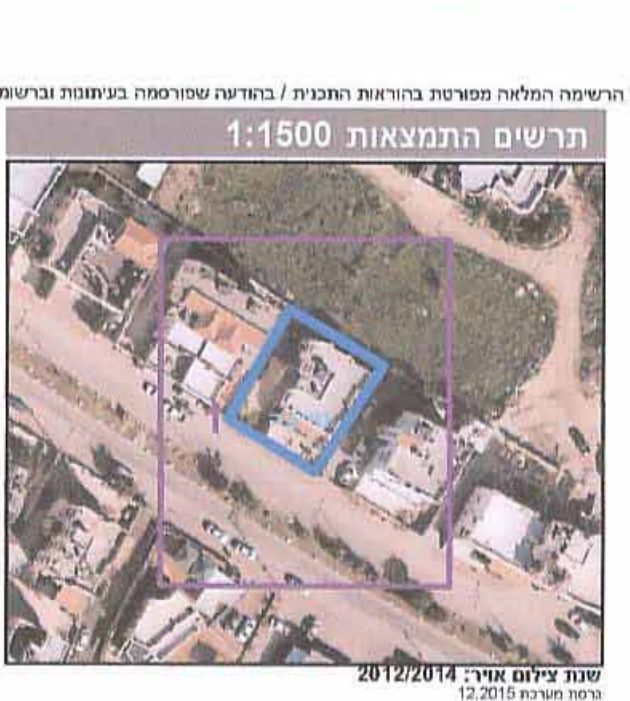 הרשימה המלאה מפורטת בהוראות התכנית / בהודעה שפורסמה בעיתונות וברשומ
תרשים התמצאות 1:1500
שנת צילום אויר: 2012/2014
גרסת מערכת 12.2015